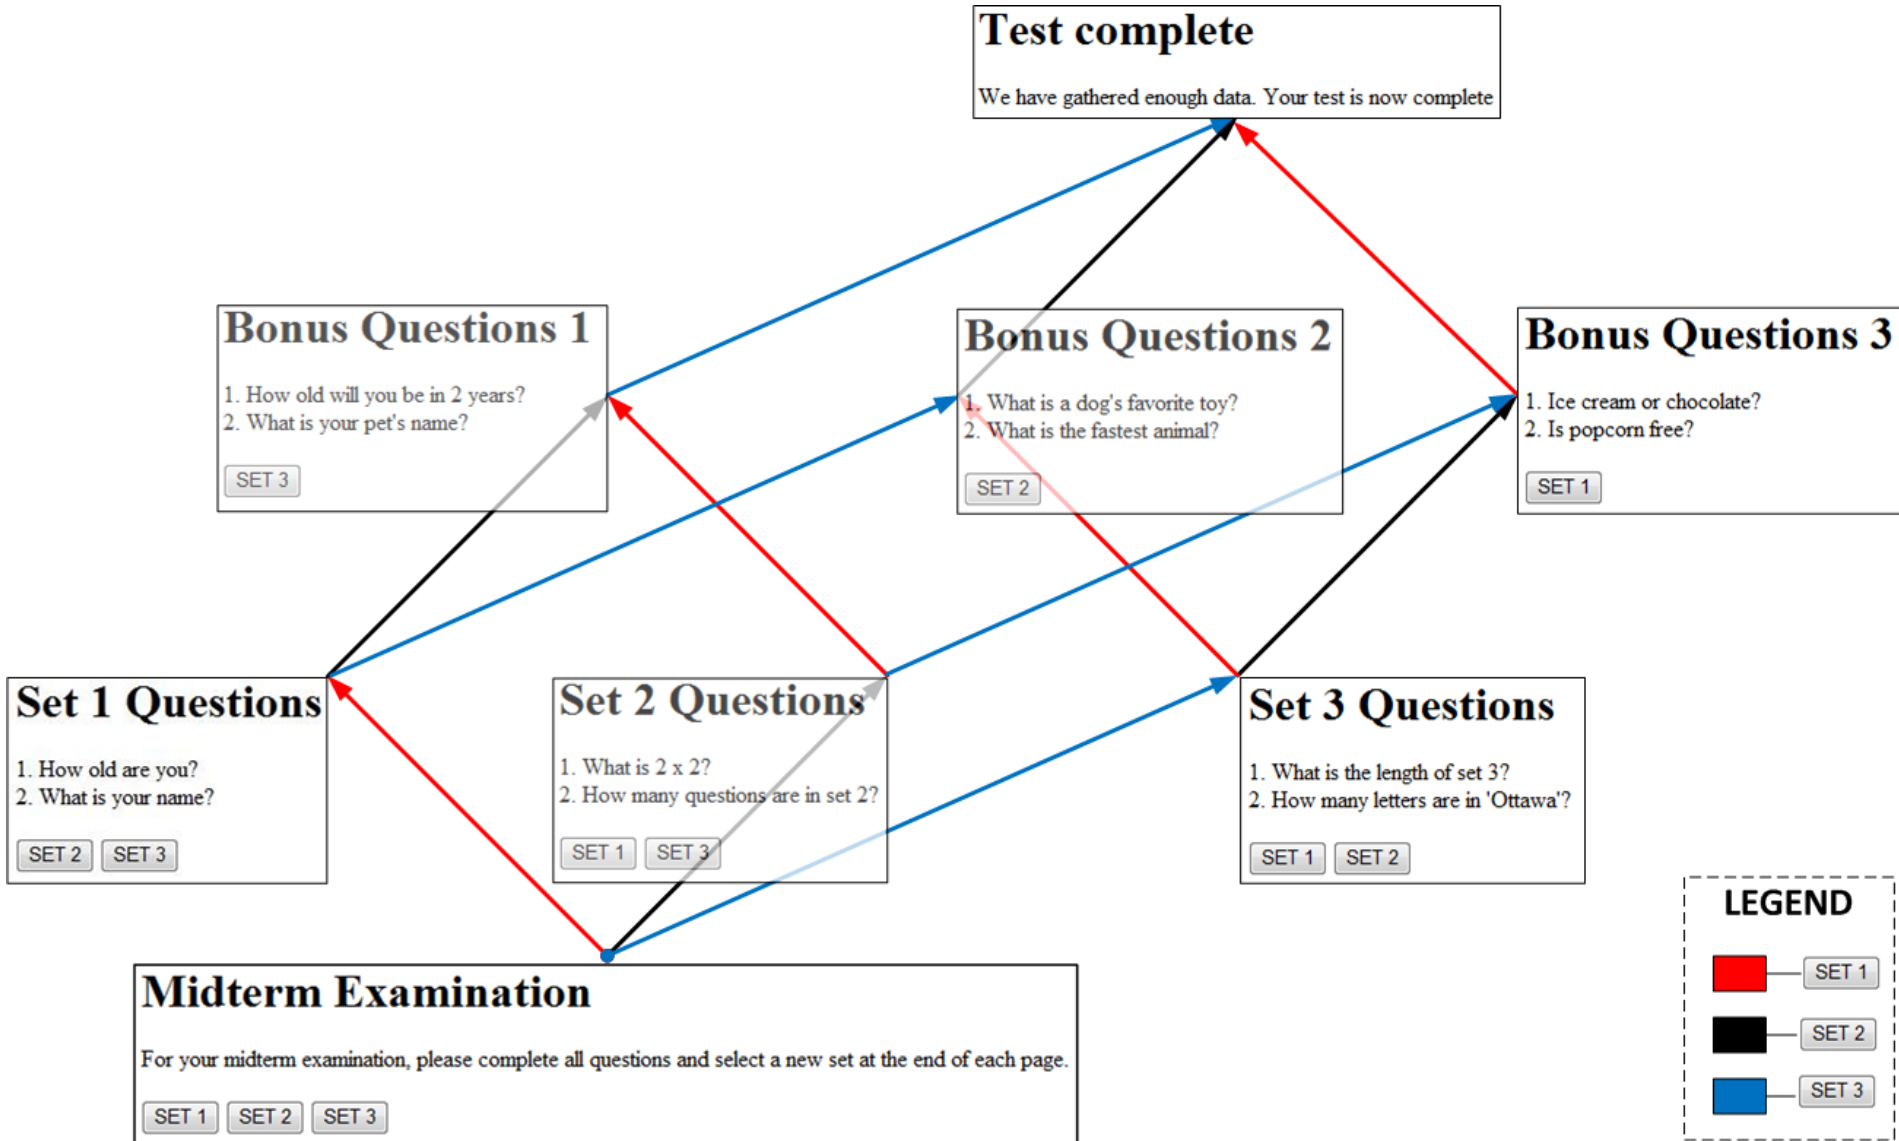 Test complete
We have gathered enough data. Your test is now complete
Bonus Questions 1
1. How old will you be in 2 years?
2. What is your pet's name?
SET 3
Bonus Questions 2
1. What is a dog's favorite toy?
2. What is the fastest animal?
SET 2
Bonus Questions 3
1. Ice cream or chocolate?
2. Is popcorn free?
SET 1
Set 1 Questions
1. How old are you?
2. What is your name?
SET 2 SET 3
Set 2 Questions
1. What is 2 x 2?
2. How many questions are in set 2?
SET 1 SET 3
Set 3 Questions
1. What is the length of set 3?
2. How many letters are in 'Ottawa'?
SET 1 SET 2
Midterm Examination
For your midterm examination, please complete all questions and select a new set at the end of each page.
SET 1 SET 2 SET 3
LEGEND
SET 1
SET 2
SET 3